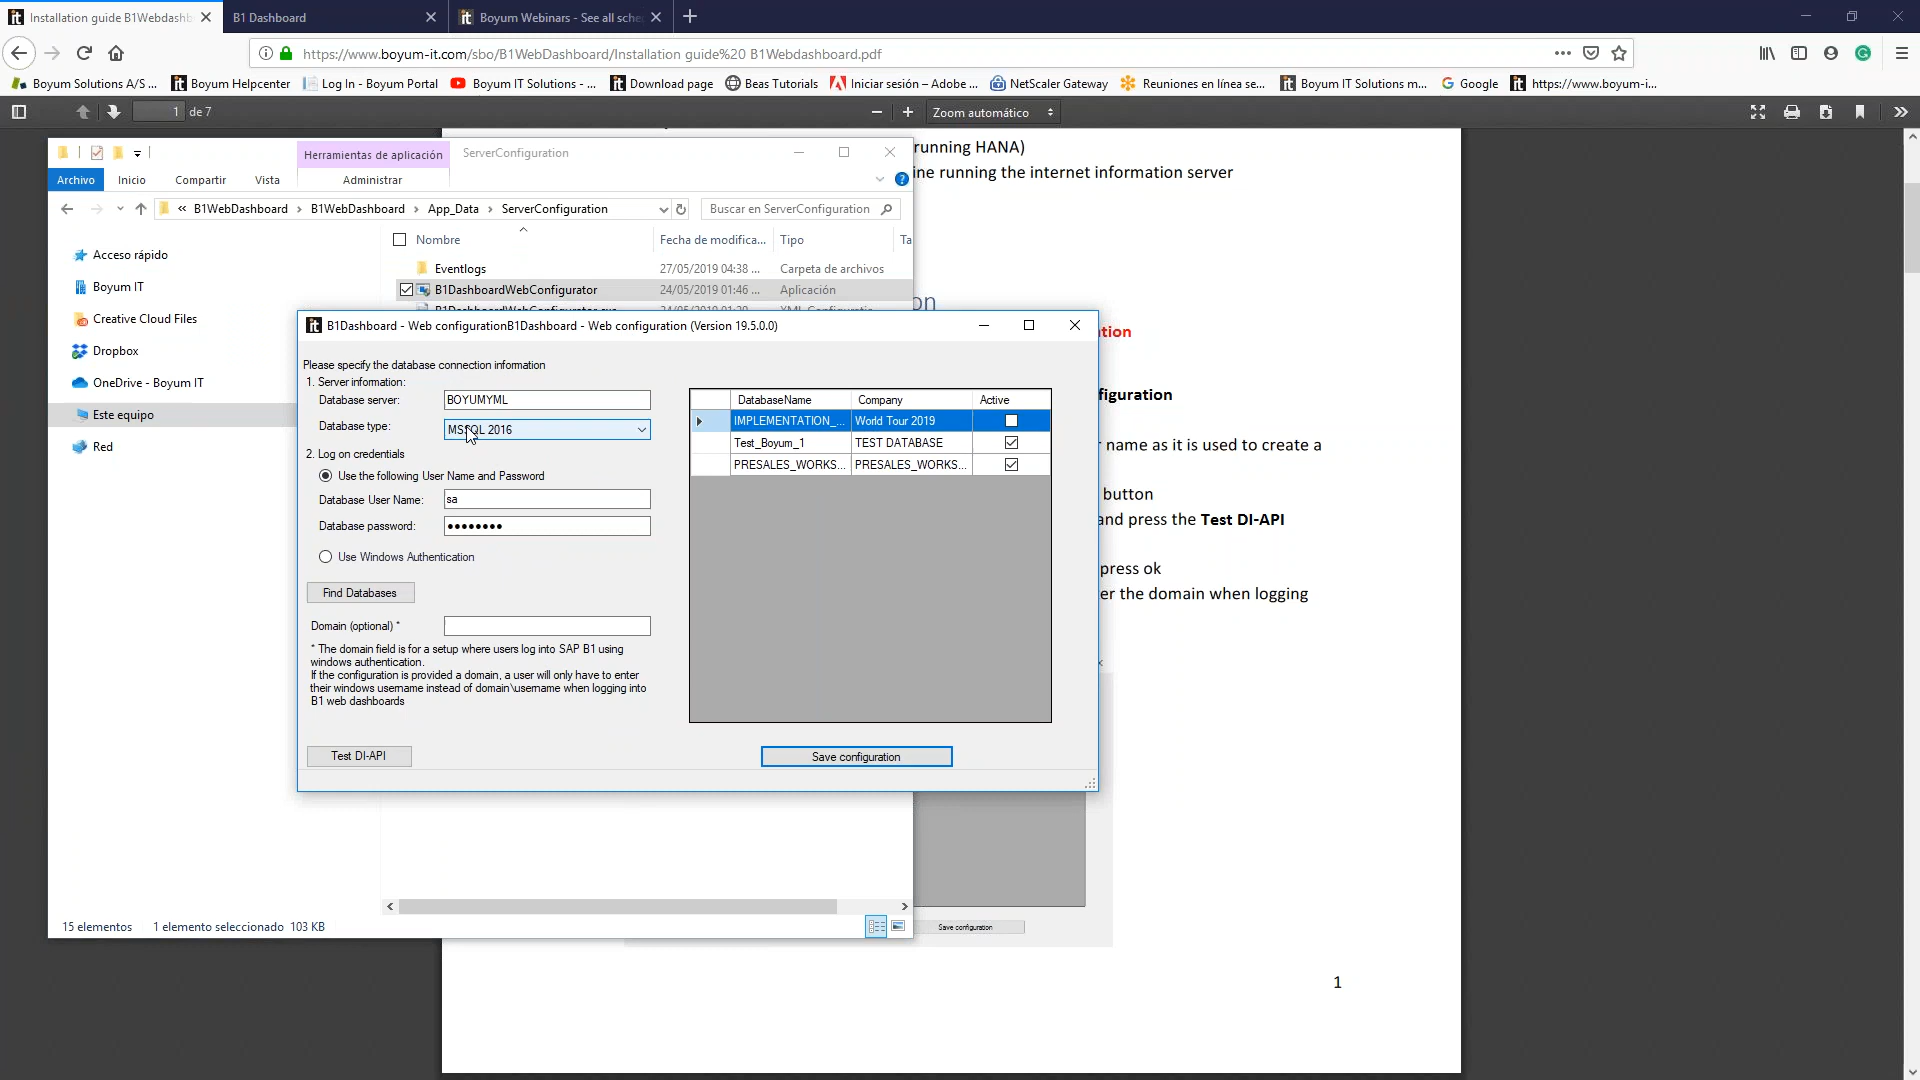 Installation guide B1Webdashb
B1 Dashboard
Boyum Webinars - See all sche
https://www.boyum-it.com/sbo/B1WebDashboard/Installation guide%20 B1Webdashboard.pdf
Boyum Solutions A/S ...
Boyum Helpcenter
Log In - Boyum Portal
Boyum IT Solutions - ...
Download page
Beas Tutorials
Iniciar sesión – Adobe ...
NetScaler Gateway
Reuniones en línea se...
Boyum IT Solutions m...
Google
https://www.boyum-i...
1 de 7
Zoom automático
running HANA)
ine running the internet information server
on
tion
figuration
r name as it is used to create a
button
and press the Test DI-API
press ok
er the domain when logging
Save configuration
1
Herramientas de aplicación
ServerConfiguration
Archivo
Inicio
Compartir
Vista
Administrar
« B1WebDashboard > B1WebDashboard > App_Data > ServerConfiguration
Buscar en ServerConfiguration
Acceso rápido
Boyum IT
Creative Cloud Files
Dropbox
OneDrive - Boyum IT
Este equipo
Red
Nombre
Fecha de modifica...
Tipo
Ta
Eventlogs
27/05/2019 04:38 ...
Carpeta de archivos
B1DashboardWebConfigurator
24/05/2019 01:46 ...
Aplicación
15 elementos
1 elemento seleccionado 103 KB
B1Dashboard - Web configurationB1Dashboard - Web configuration (Version 19.5.0.0)
Please specify the database connection information
1. Server information:
Database server:
BOYUMYML
Database type:
MSSQL 2016
2. Log on credentials
Use the following User Name and Password
Database User Name:
sa
Database password:
●●●●●●●●
Use Windows Authentication
Find Databases
Domain (optional) *
* The domain field is for a setup where users log into SAP B1 using
windows authentication.
If the configuration is provided a domain, a user will only have to enter
their windows username instead of domain\username when logging into
B1 web dashboards
Test DI-API
DatabaseName
Company
Active
IMPLEMENTATION_...
World Tour 2019
Test_Boyum_1
TEST DATABASE
PRESALES_WORKS...
PRESALES_WORKS...
Save configuration